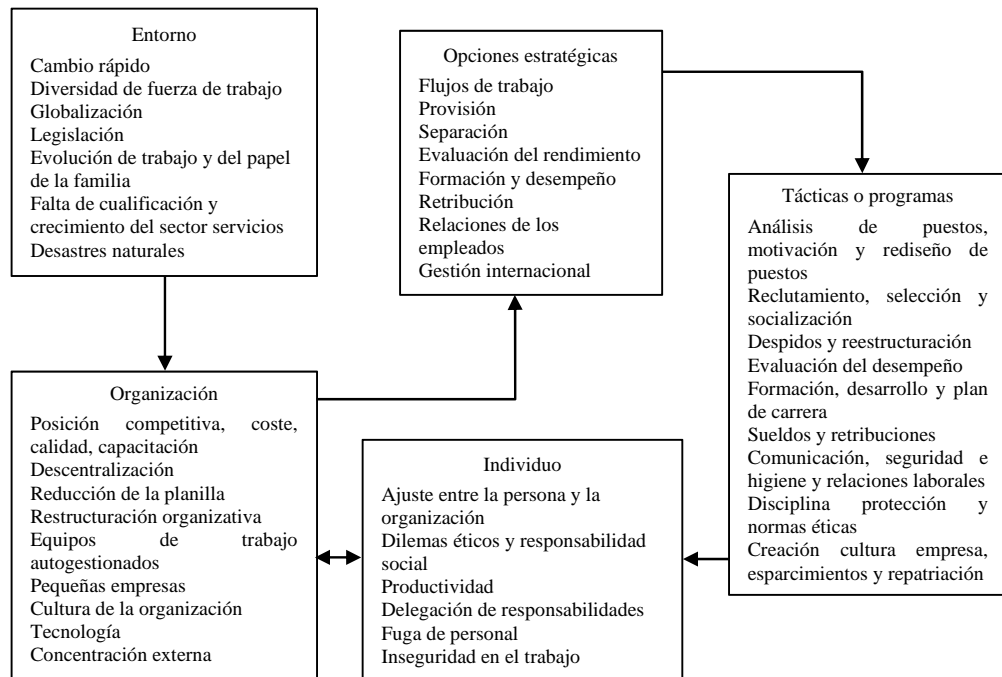 Entorno
Cambio rápido
Diversidad de fuerza de trabajo
Globalización
Legislación
Evolución de trabajo y del papel
de la familia
Falta de cualificación y
crecimiento del sector servicios
Desastres naturales
Opciones estratégicas
Flujos de trabajo
Provisión
Separación
Evaluación del rendimiento
Formación y desempeño
Retribución
Relaciones de los
empleados
Gestión internacional
Tácticas o programas
Análisis de puestos,
motivación y rediseño de
puestos
Reclutamiento, selección y
socialización
Despidos y reestructuración
Evaluación del desempeño
Formación, desarrollo y plan
de carrera
Sueldos y retribuciones
Comunicación, seguridad e
higiene y relaciones laborales
Disciplina protección y
normas éticas
Creación cultura empresa,
esparcimientos y repatriación
Organización
Posición competitiva, coste,
calidad, capacitación
Descentralización
Reducción de la planilla
Restructuración organizativa
Equipos de trabajo
autogestionados
Pequeñas empresas
Cultura de la organización
Tecnología
Concentración externa
Individuo
Ajuste entre la persona y la
organización
Dilemas éticos y responsabilidad
social
Productividad
Delegación de responsabilidades
Fuga de personal
Inseguridad en el trabajo